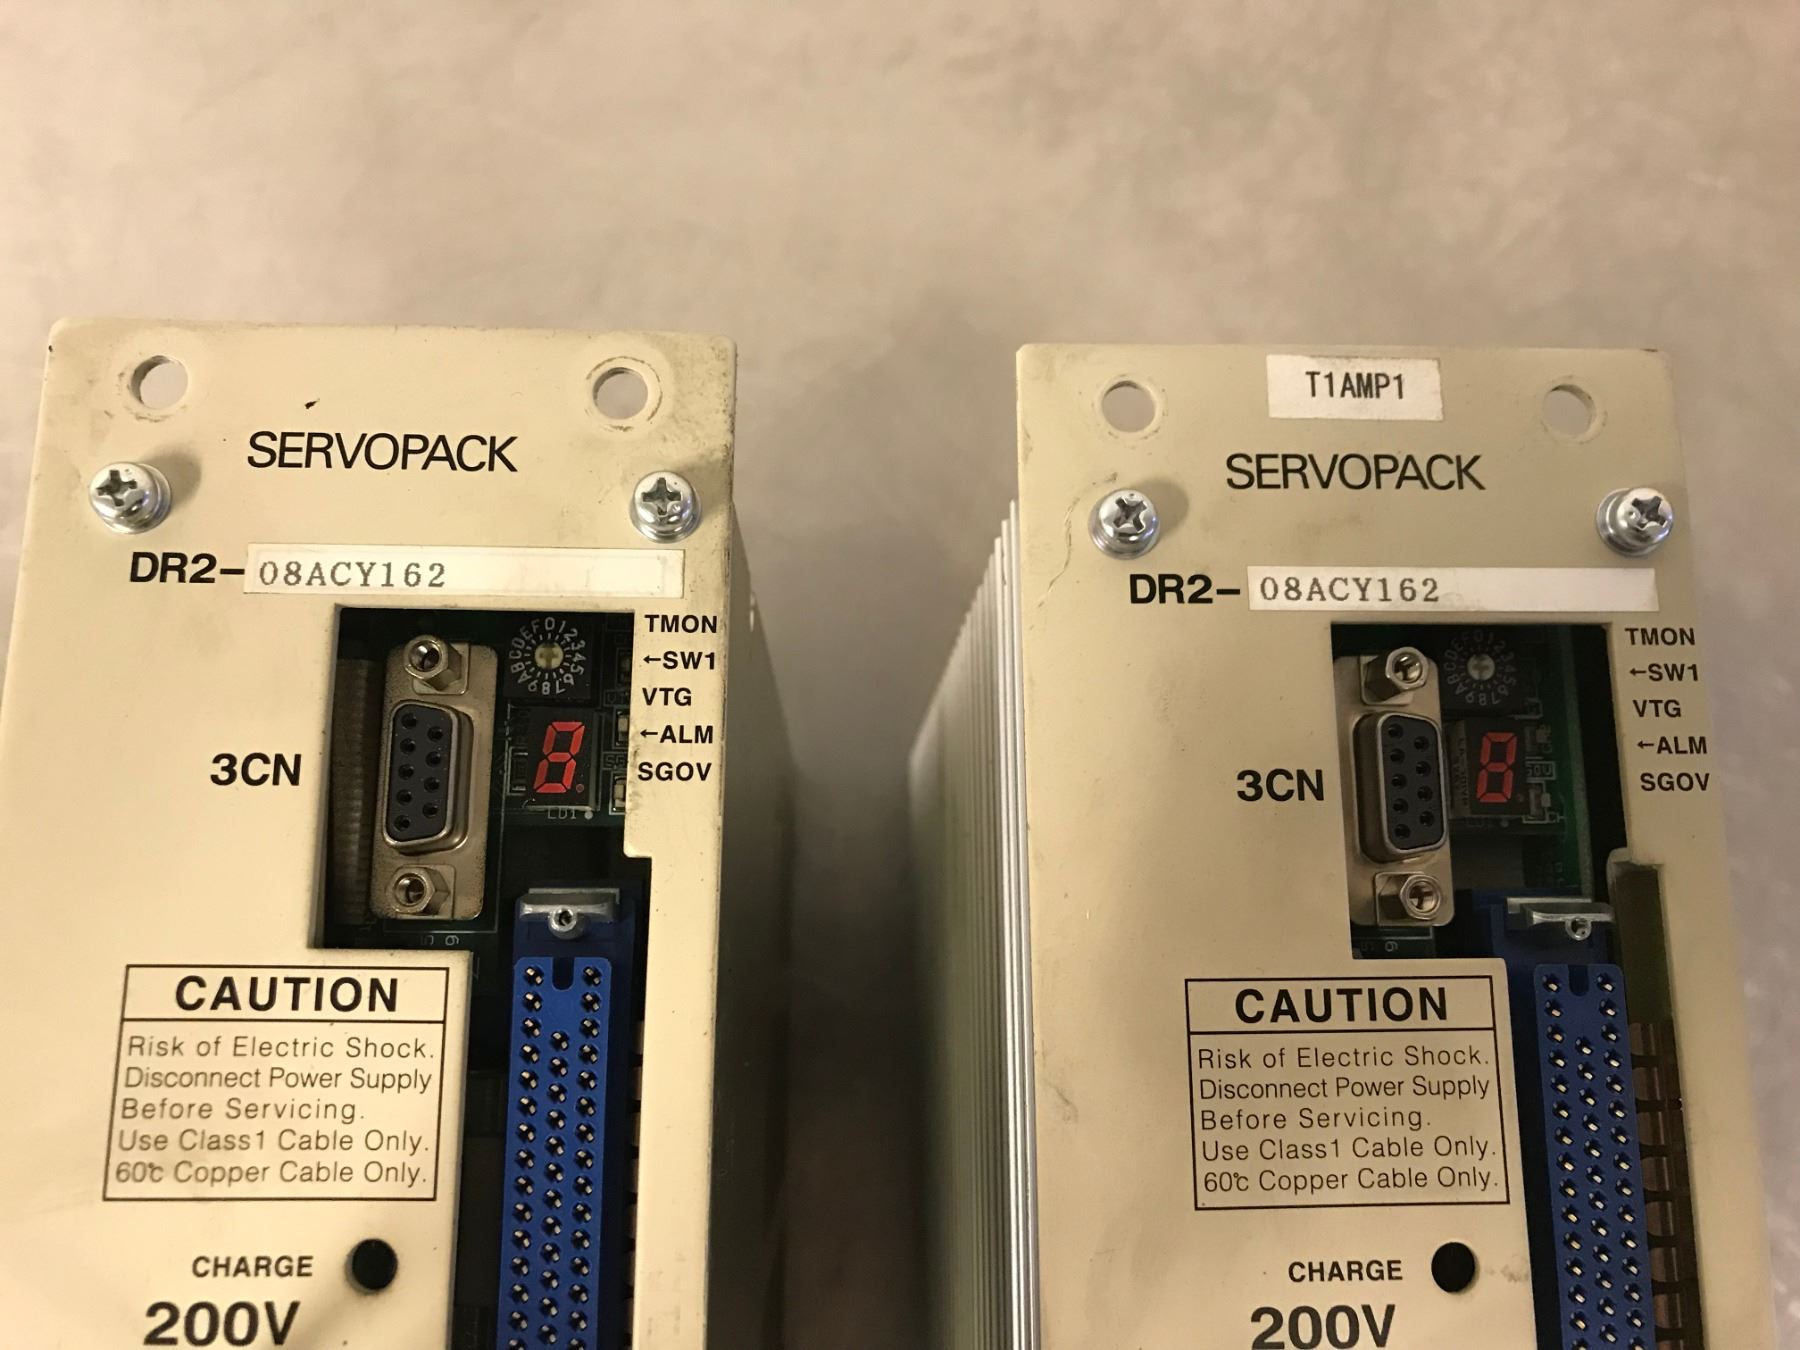 SERVOPACK
DR2-08ACY162
TMON
←SW1
VTG
←ALM
SGOV
3CN
LD1
CAUTION
Risk of Electric Shock.
Disconnect Power Supply
Before Servicing.
Use Class1 Cable Only.
60℃ Copper Cable Only.
CHARGE
200V
T1AMP1
SERVOPACK
DR2-08ACY162
TMON
←SW1
VTG
←ALM
SGOV
3CN
CAUTION
Risk of Electric Shock.
Disconnect Power Supply
Before Servicing.
Use Class1 Cable Only.
60℃ Copper Cable Only.
CHARGE
200V